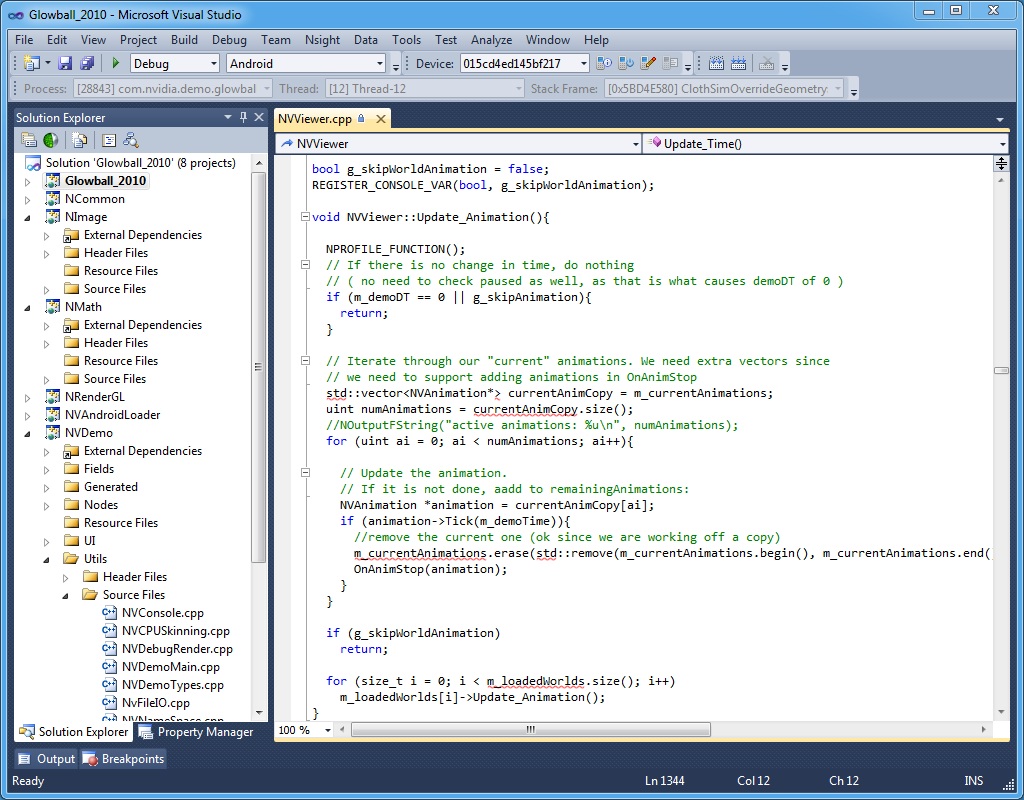 Glowball_2010 - Microsoft Visual Studio
File Edit View Project Build Debug Team Nsight Data Tools Test Analyze Window Help
Debug Android Device: 015cd4ed145bf217
Process: [28843] com.nvidia.demo.glowbal Thread: [12] Thread-12 Stack Frame: [0x5BD4E580] ClothSimOverrideGeometry:
Solution Explorer
Solution 'Glowball_2010' (8 projects)
Glowball_2010
NCommon
NImage
External Dependencies
Header Files
Resource Files
Source Files
NMath
External Dependencies
Header Files
Resource Files
Source Files
NRenderGL
NVAndroidLoader
NVDemo
External Dependencies
Fields
Generated
Nodes
Resource Files
UI
Utils
Header Files
Source Files
NVConsole.cpp
NVCPUSkinning.cpp
NVDebugRender.cpp
NVDemoMain.cpp
NVDemoTypes.cpp
NvFileIO.cpp
NVNameSpace.cpp
Solution Explorer Property Manager
NVViewer.cpp
NVViewer Update_Time()
bool g_skipWorldAnimation = false;
REGISTER_CONSOLE_VAR(bool, g_skipWorldAnimation);
void NVViewer::Update_Animation(){
NPROFILE_FUNCTION();
// If there is no change in time, do nothing
// ( no need to check paused as well, as that is what causes demoDT of 0 )
if (m_demoDT == 0 || g_skipAnimation){
return;
}
// Iterate through our "current" animations. We need extra vectors since
// we need to support adding animations in OnAnimStop
std::vector<NVAnimation*> currentAnimCopy = m_currentAnimations;
uint numAnimations = currentAnimCopy.size();
//NOutputFString("active animations: %u\n", numAnimations);
for (uint ai = 0; ai < numAnimations; ai++){
// Update the animation.
// If it is not done, aadd to remainingAnimations:
NVAnimation *animation = currentAnimCopy[ai];
if (animation->Tick(m_demoTime)){
//remove the current one (ok since we are working off a copy)
m_currentAnimations.erase(std::remove(m_currentAnimations.begin(), m_currentAnimations.end(
OnAnimStop(animation);
}
}
if (g_skipWorldAnimation)
return;
for (size_t i = 0; i < m_loadedWorlds.size(); i++)
m_loadedWorlds[i]->Update_Animation();
}
100 %
Output Breakpoints
Ready Ln 1344 Col 12 Ch 12 INS